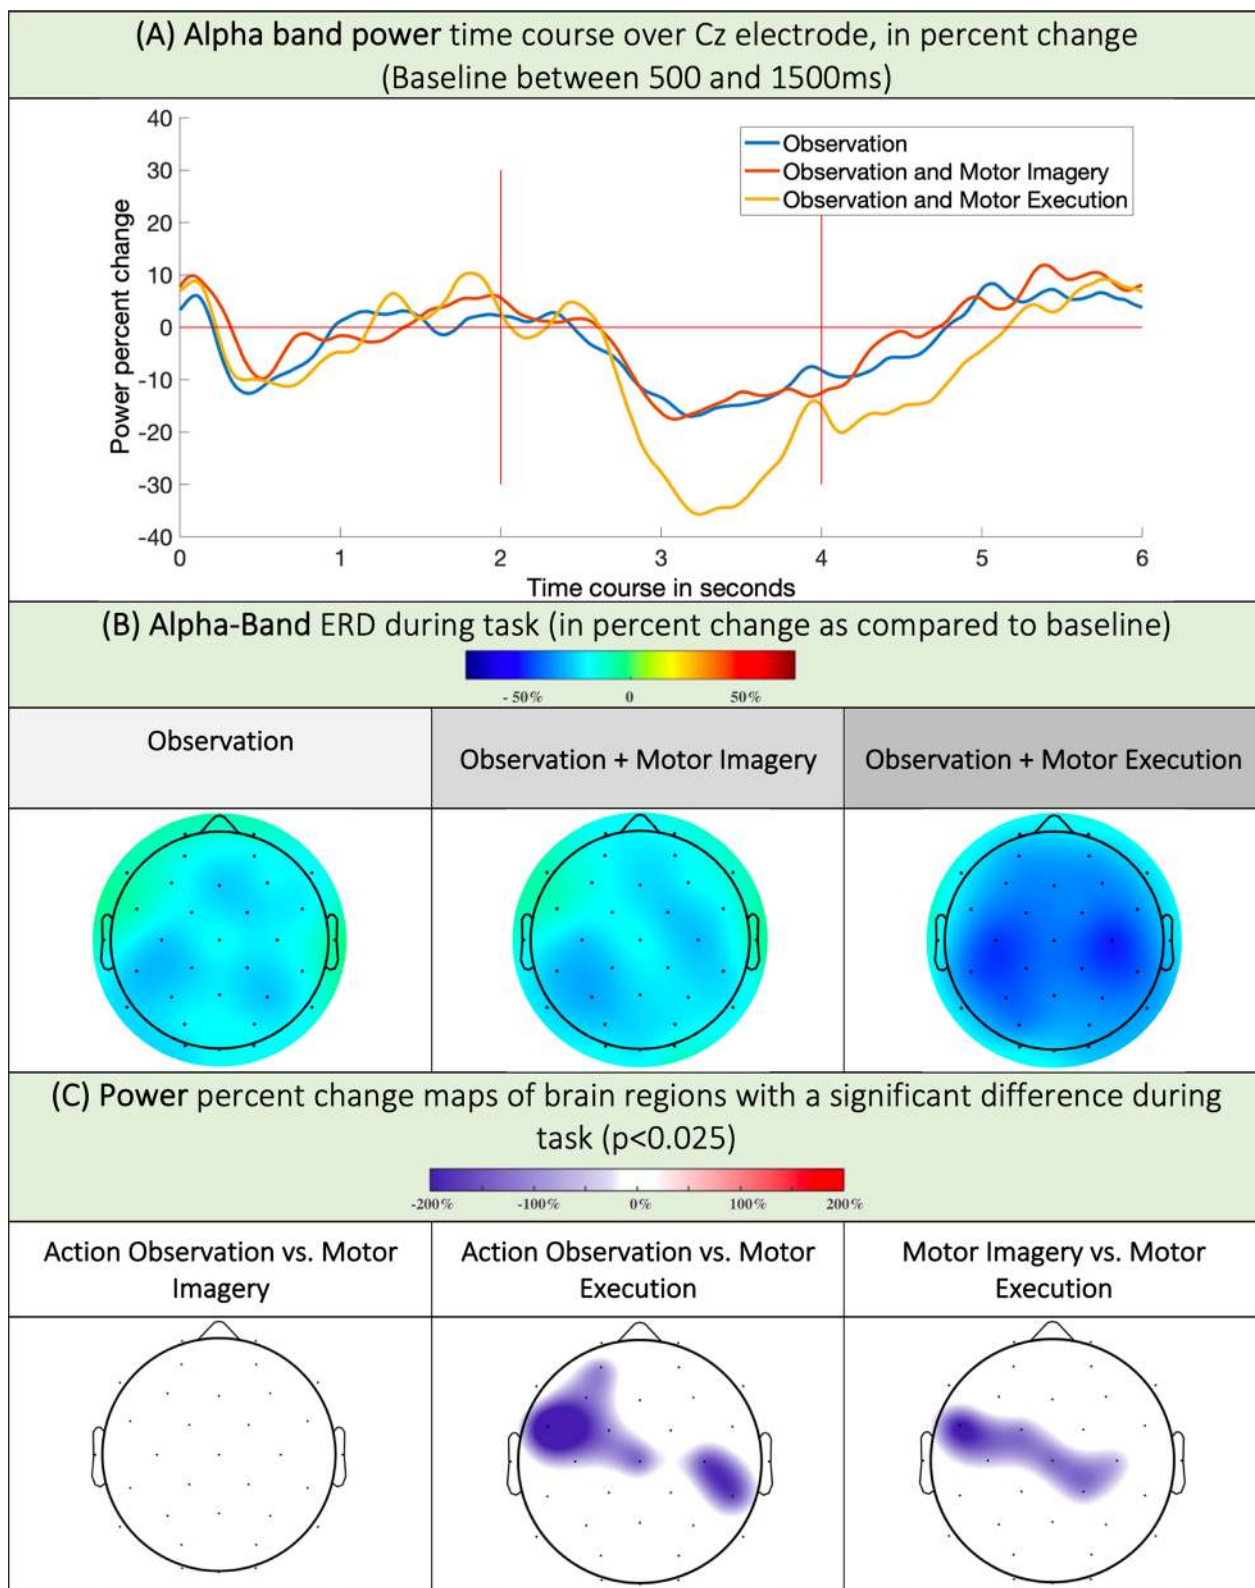 (A) Alpha band power time course over Cz electrode, in percent change
(Baseline between 500 and 1500ms)
40
30
20
10
0
-10
-20
-30
-40
Power percent change
Observation
Observation and Motor Imagery
Observation and Motor Execution
0 1 2 3 4 5 6
Time course in seconds
(B) Alpha-Band ERD during task (in percent change as compared to baseline)
- 50% 0 50%
Observation
Observation + Motor Imagery
Observation + Motor Execution
(C) Power percent change maps of brain regions with a significant difference during
task (p<0.025)
-200% -100% 0% 100% 200%
Action Observation vs. Motor
Imagery
Action Observation vs. Motor
Execution
Motor Imagery vs. Motor
Execution